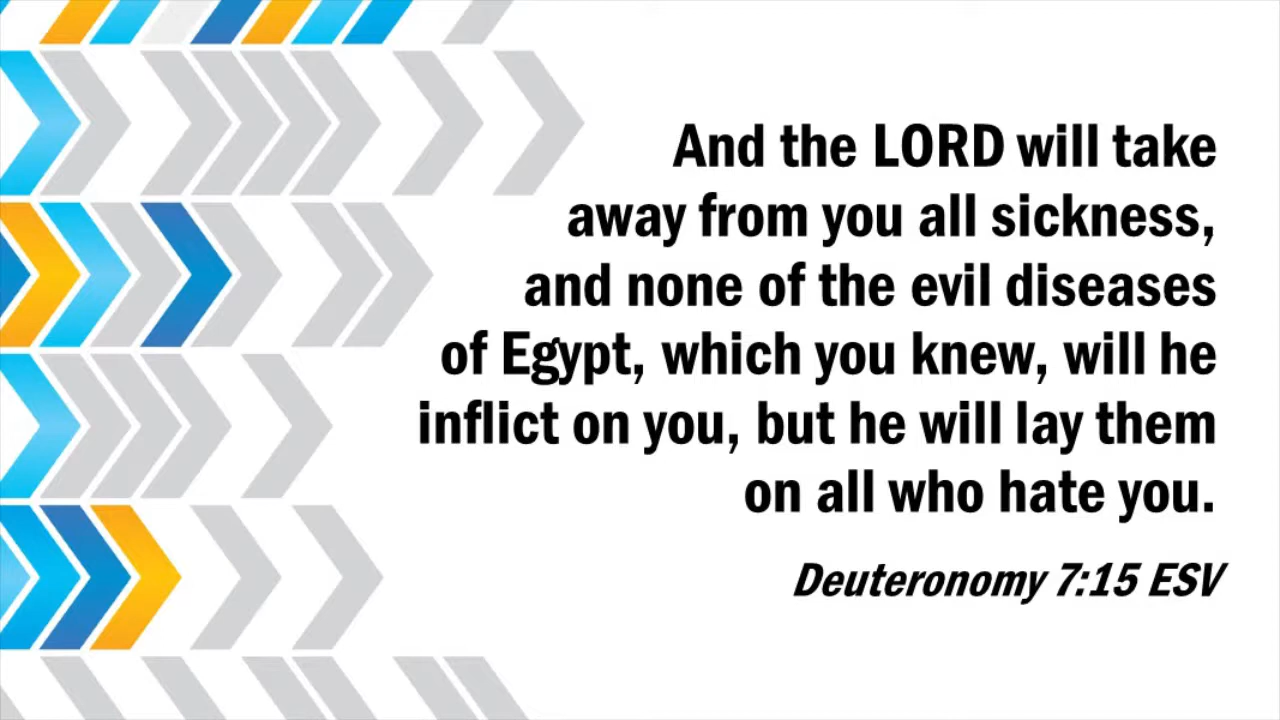 And the LORD will take
away from you all sickness,
and none of the evil diseases
of Egypt, which you knew, will he
inflict on you, but he will lay them
on all who hate you.
Deuteronomy 7:15 ESV